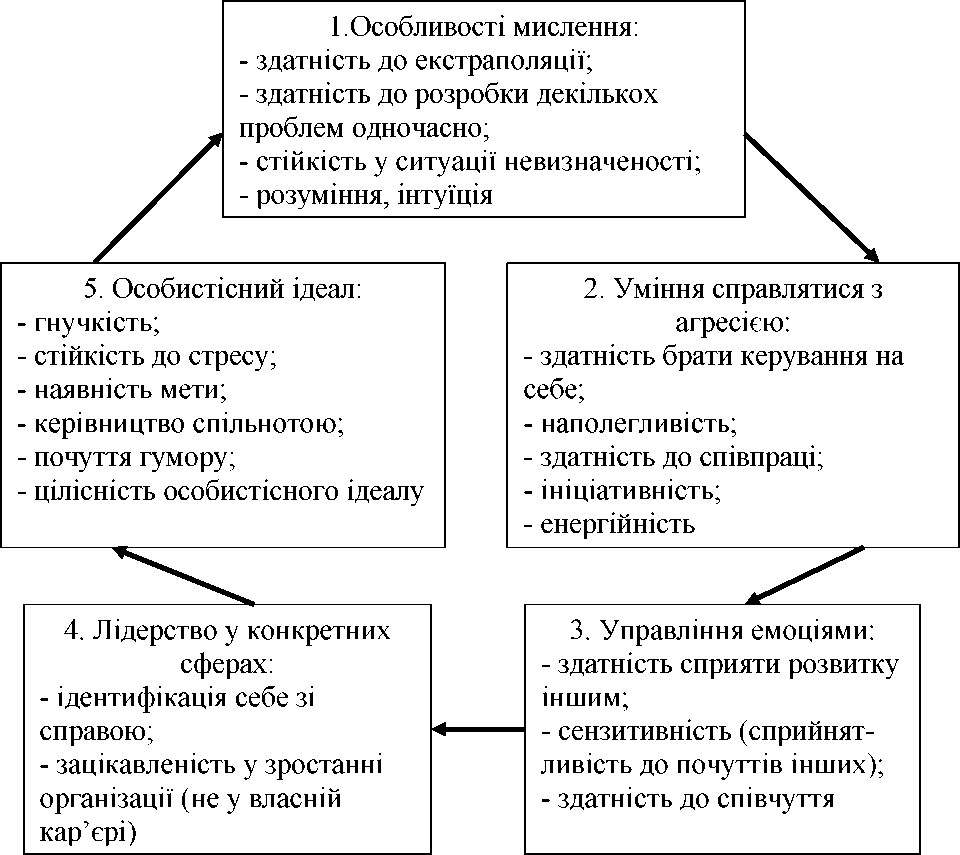 1.Особливості мислення:
- здатність до екстраполяції;
- здатність до розробки декількох
проблем одночасно;
- стійкість у ситуації невизначеності;
- розуміння, інтуїція
2. Уміння справлятися з
агресією:
- здатність брати керування на
себе;
- наполегливість;
- здатність до співпраці;
- ініціативність;
- енергійність
3. Управління емоціями:
- здатність сприяти розвитку
іншим;
- сензитивність (сприйнят-
ливість до почуттів інших);
- здатність до співчуття
4. Лідерство у конкретних
сферах:
- ідентифікація себе зі
справою;
- зацікавленість у зростанні
організації (не у власній
кар’єрі)
5. Особистісний ідеал:
- гнучкість;
- стійкість до стресу;
- наявність мети;
- керівництво спільнотою;
- почуття гумору;
- цілісність особистісного ідеалу